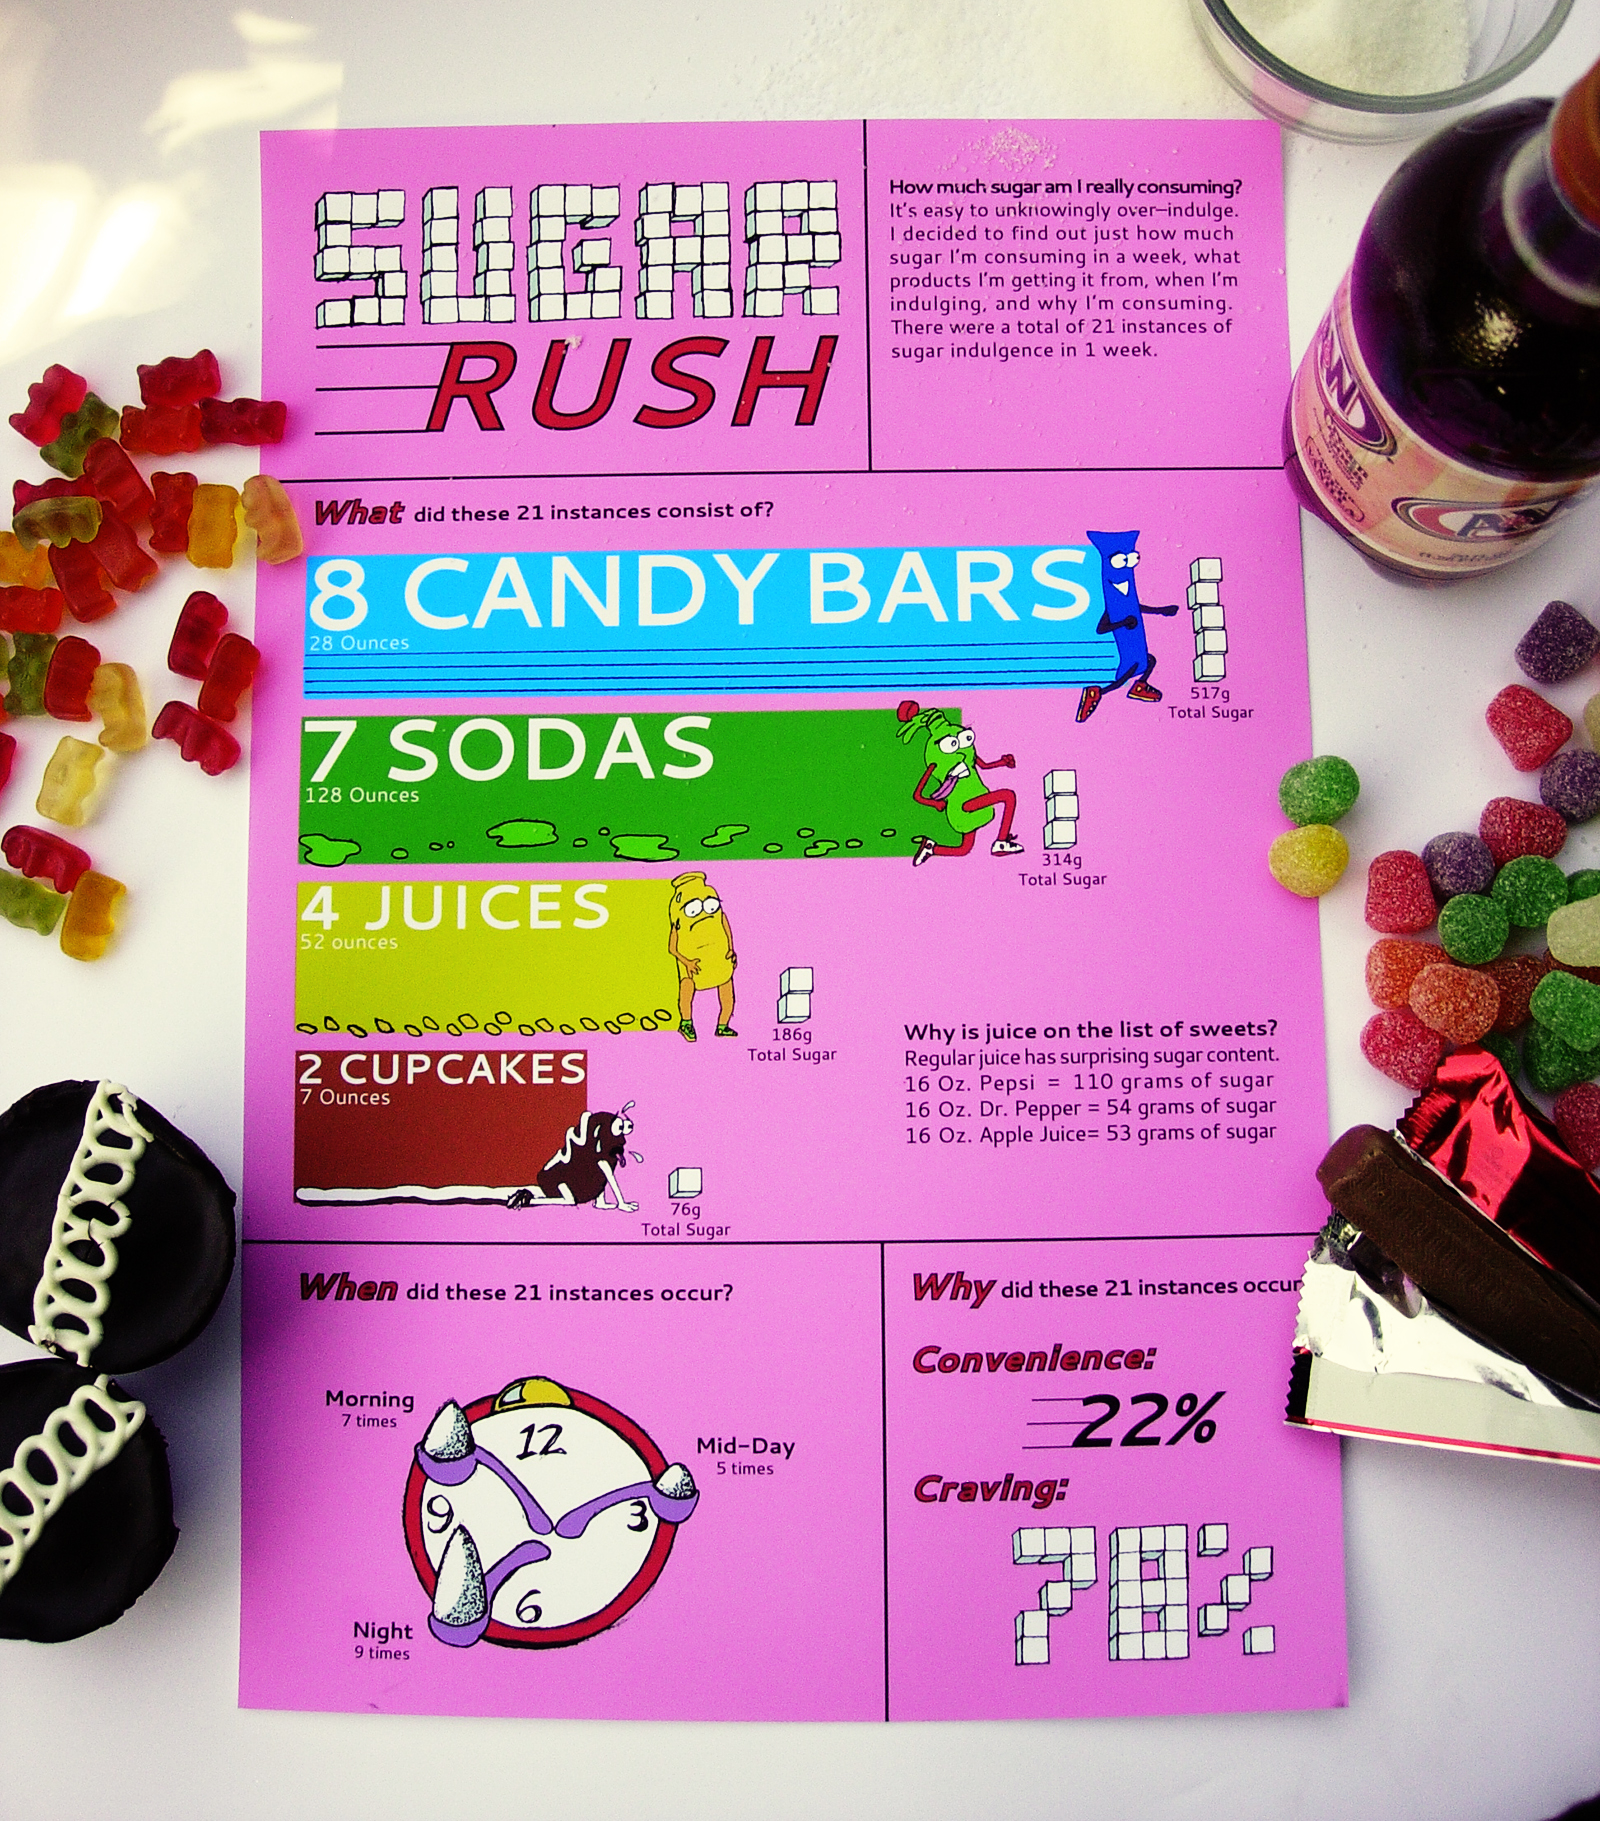 SUGAR
RUSH
How much sugar am I really consuming?
It's easy to unknowingly over-indulge.
I decided to find out just how much
sugar I'm consuming in a week, what
products I'm getting it from, when I'm
indulging, and why I'm consuming.
There were a total of 21 instances of
sugar indulgence in 1 week.
What did these 21 instances consist of?
8 CANDY BARS
28 Ounces
517g
Total Sugar
7 SODAS
128 Ounces
314g
Total Sugar
4 JUICES
52 ounces
186g
Total Sugar
2 CUPCAKES
7 Ounces
76g
Total Sugar
Why is juice on the list of sweets?
Regular juice has surprising sugar content.
16 Oz. Pepsi = 110 grams of sugar
16 Oz. Dr. Pepper = 54 grams of sugar
16 Oz. Apple Juice= 53 grams of sugar
When did these 21 instances occur?
Morning
7 times
Mid-Day
5 times
Night
9 times
12
3
6
9
Why did these 21 instances occur
Convenience:
22%
Craving:
78%